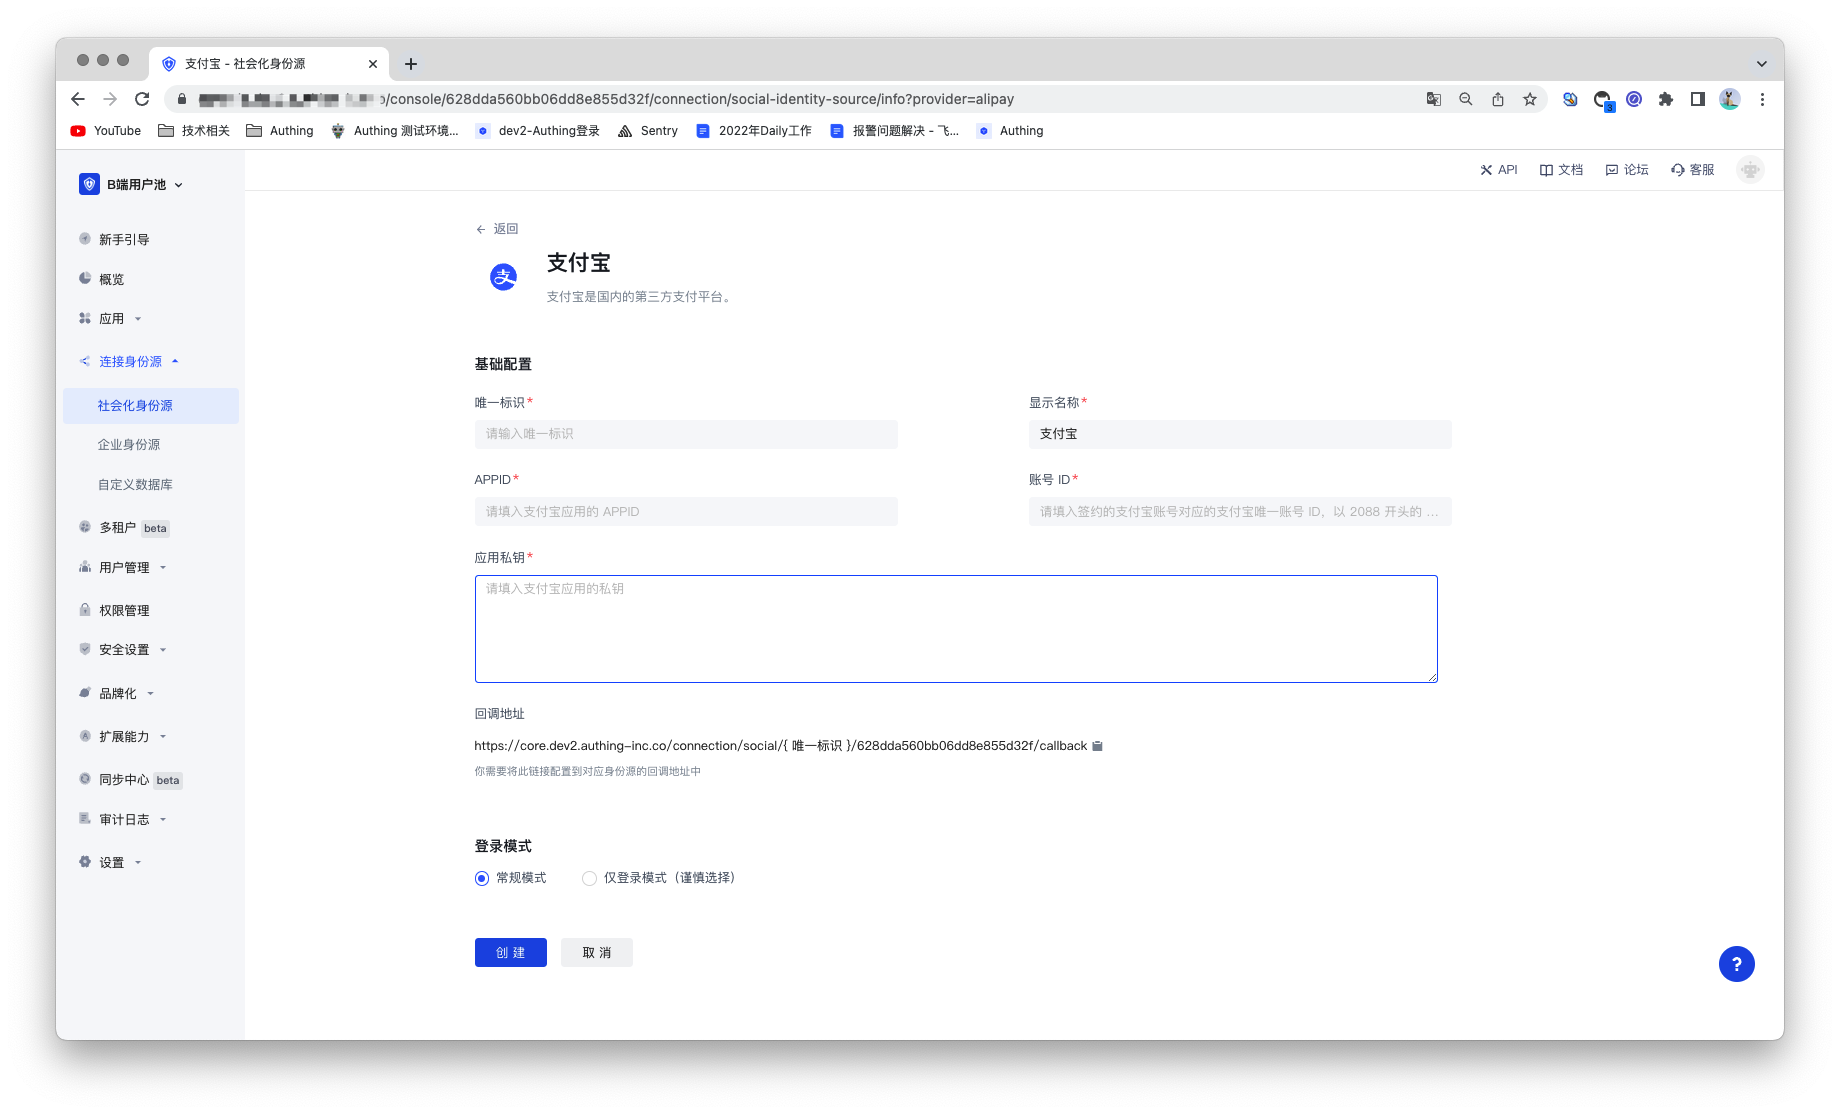 支付宝 - 社会化身份源
/console/628dda560bb06dd8e855d32f/connection/social-identity-source/info?provider=alipay
3
YouTube 技术相关 Authing Authing 测试环境... dev2-Authing登录 Sentry 2022年Daily工作 报警问题解决 - 飞... Authing
B端用户池
API 文档 论坛 客服
新手引导
概览
应用
连接身份源
社会化身份源
企业身份源
自定义数据库
多租户 beta
用户管理
权限管理
安全设置
品牌化
扩展能力
同步中心 beta
审计日志
设置
返回
支付宝
支付宝是国内的第三方支付平台。
基础配置
唯一标识*
请输入唯一标识
显示名称*
支付宝
APPID*
请填入支付宝应用的 APPID
账号 ID*
请填入签约的支付宝账号对应的支付宝唯一账号 ID，以 2088 开头的 ...
应用私钥*
请填入支付宝应用的私钥
回调地址
https://core.dev2.authing-inc.co/connection/social/{ 唯一标识 }/628dda560bb06dd8e855d32f/callback
你需要将此链接配置到对应身份源的回调地址中
登录模式
常规模式 仅登录模式（谨慎选择）
创 建 取 消
?